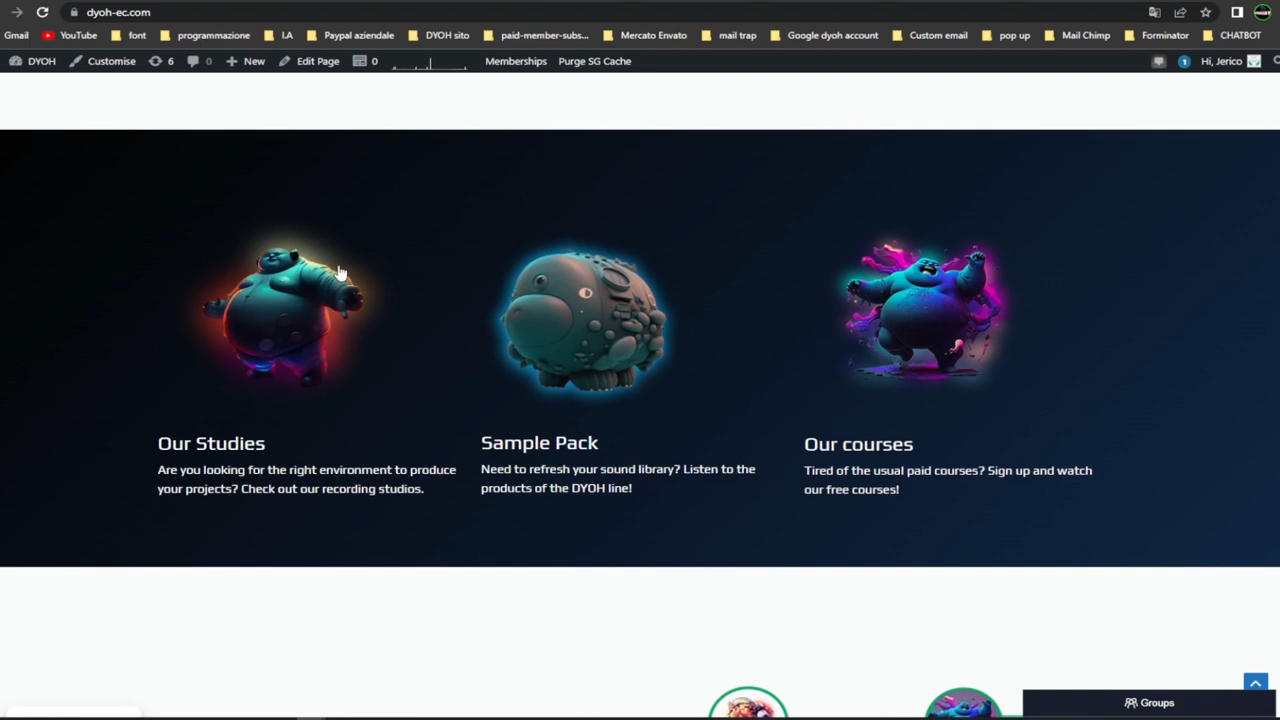 dyoh-ec.com
Gmail YouTube font programmazione I.A Paypal aziendale DYOH sito paid-member-subs... Mercato Envato mail trap Google dyoh account Custom email pop up Mail Chimp Forminator CHATBOT
DYOH Customise 6 0 New Edit Page 0 Memberships Purge SG Cache 1 Hi, Jerico
Our Studies
Are you looking for the right environment to produce
your projects? Check out our recording studios.
Sample Pack
Need to refresh your sound library? Listen to the
products of the DYOH line!
Our courses
Tired of the usual paid courses? Sign up and watch
our free courses!
Groups